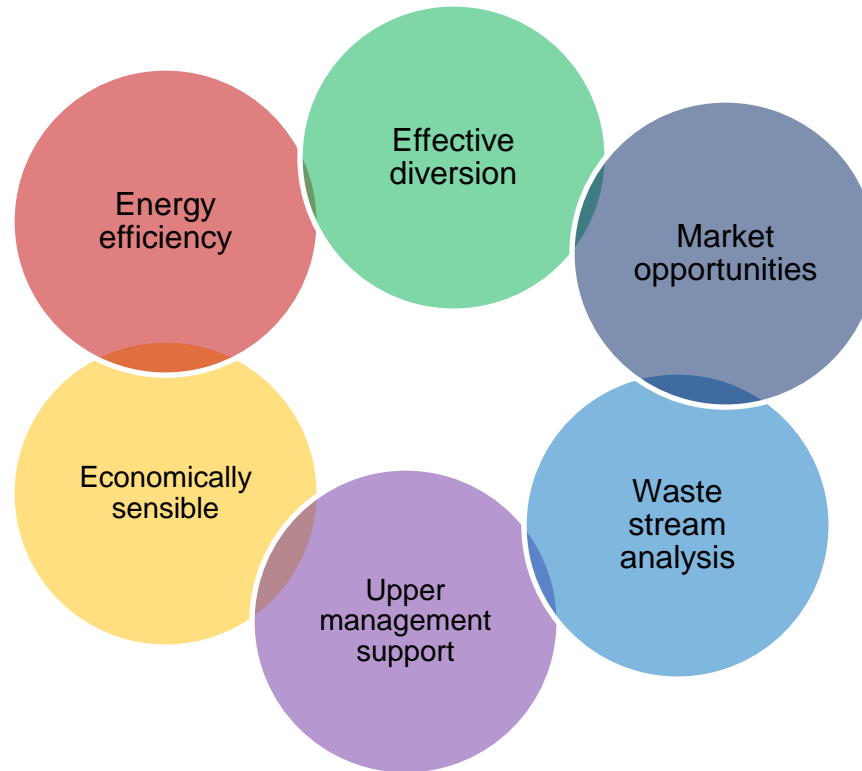 Effective
diversion
Energy
efficiency
Market
opportunities
Economically
sensible
Waste
stream
analysis
Upper
management
support